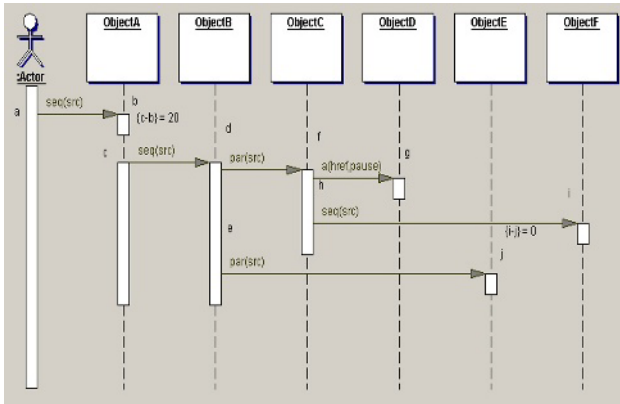 ObjectA ObjectB ObjectC ObjectD ObjectE ObjectF
:Actor
seq(src) b
a {c-b}= 20
d
f
c seq(src) par(src) g
a(href,pause)
h
i
seq(src)
e {i-j}= 0
j
par(src)